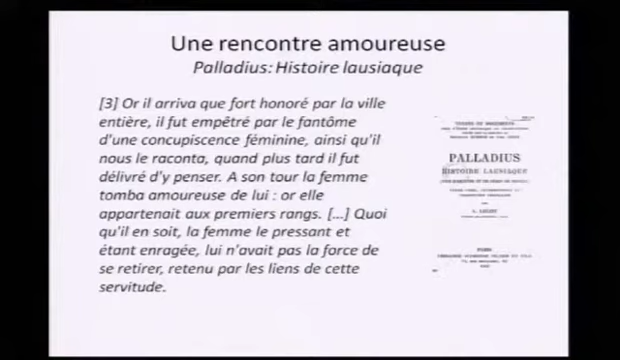 Une rencontre amoureuse
Palladius: Histoire lausiaque
[3] Or il arriva que fort honoré par la ville
entière, il fut empêtré par le fantôme
d'une concupiscence féminine, ainsi qu'il
nous le raconta, quand plus tard il fut
délivré d'y penser. A son tour la femme
tomba amoureuse de lui : or elle
appartenait aux premiers rangs. [...] Quoi
qu'il en soit, la femme le pressant et
étant enragée, lui n'avait pas la force de
se retirer, retenu par les liens de cette
servitude.
PALLADIUS
HISTOIRE LAUSIAQUE
PARIS